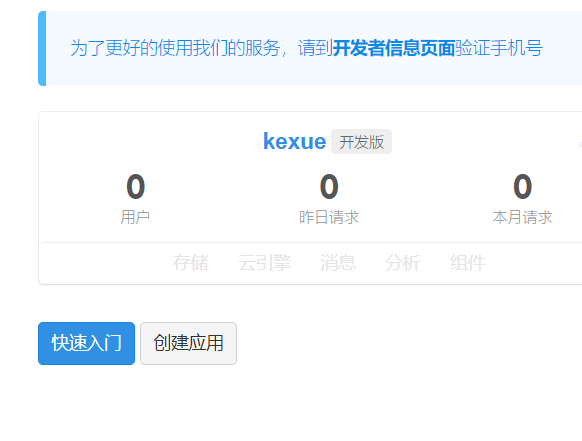 为了更好的使用我们的服务，请到开发者信息页面验证手机号
kexue 开发版
0 0 0
用户 昨日请求 本月请求
存储 云引擎 消息 分析 组件
快速入门 创建应用